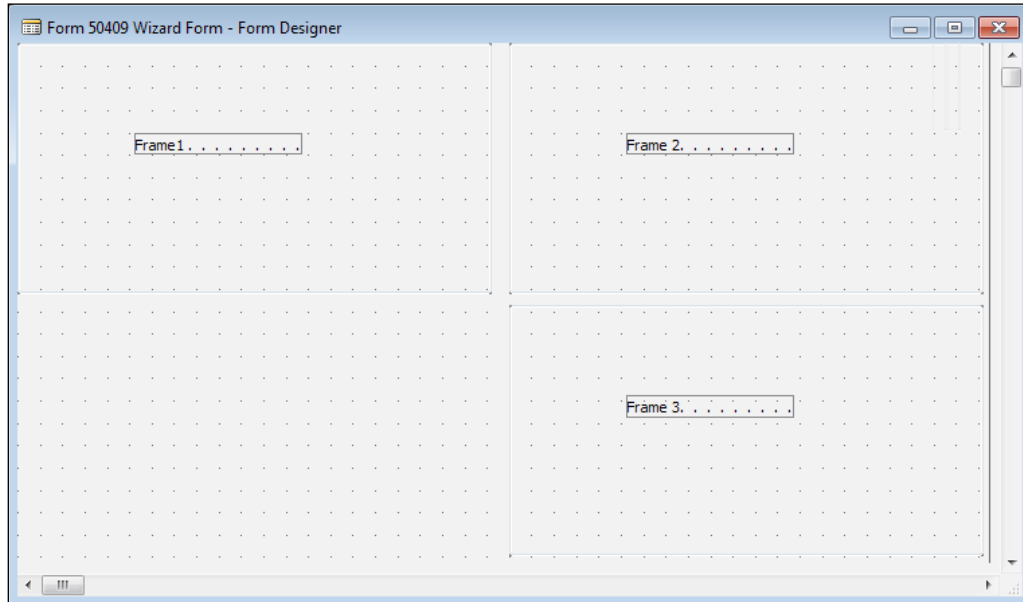 Form 50409 Wizard Form - Form Designer
Frame1. . . . . . . . .
Frame 2. . . . . . . . .
Frame 3. . . . . . . . .